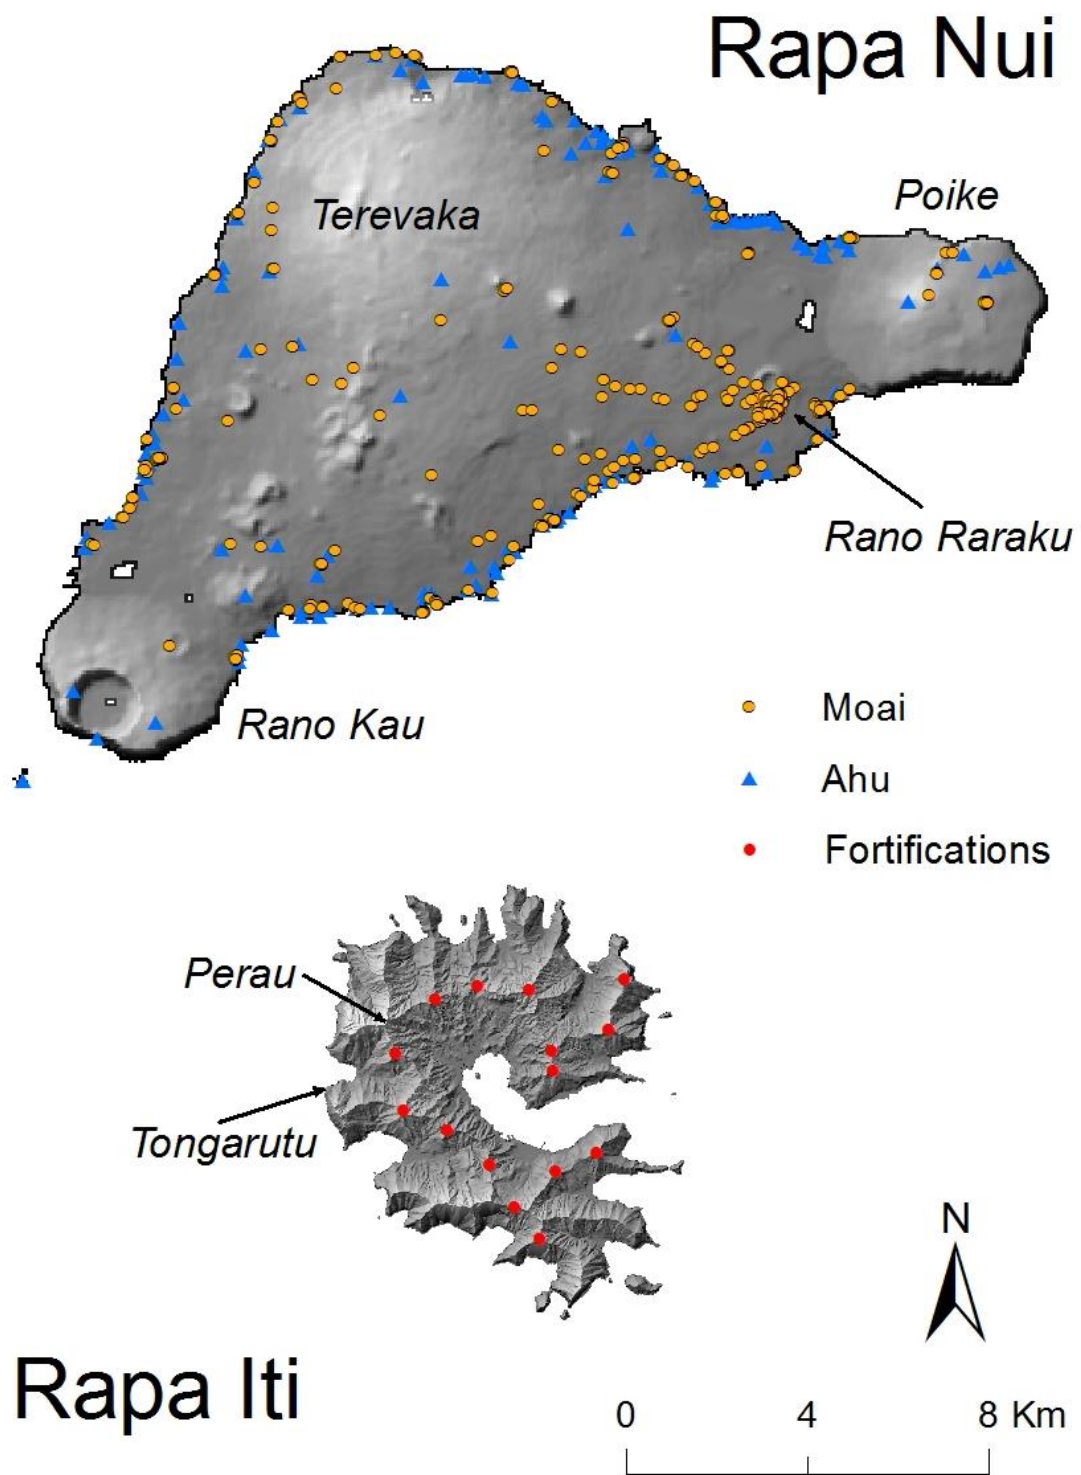 Rapa Nui
Poike
Terevaka
Rano Raraku
Rano Kau
Moai
Ahu
Fortifications
Perau
Tongarutu
N
Rapa Iti
0 4 8 Km